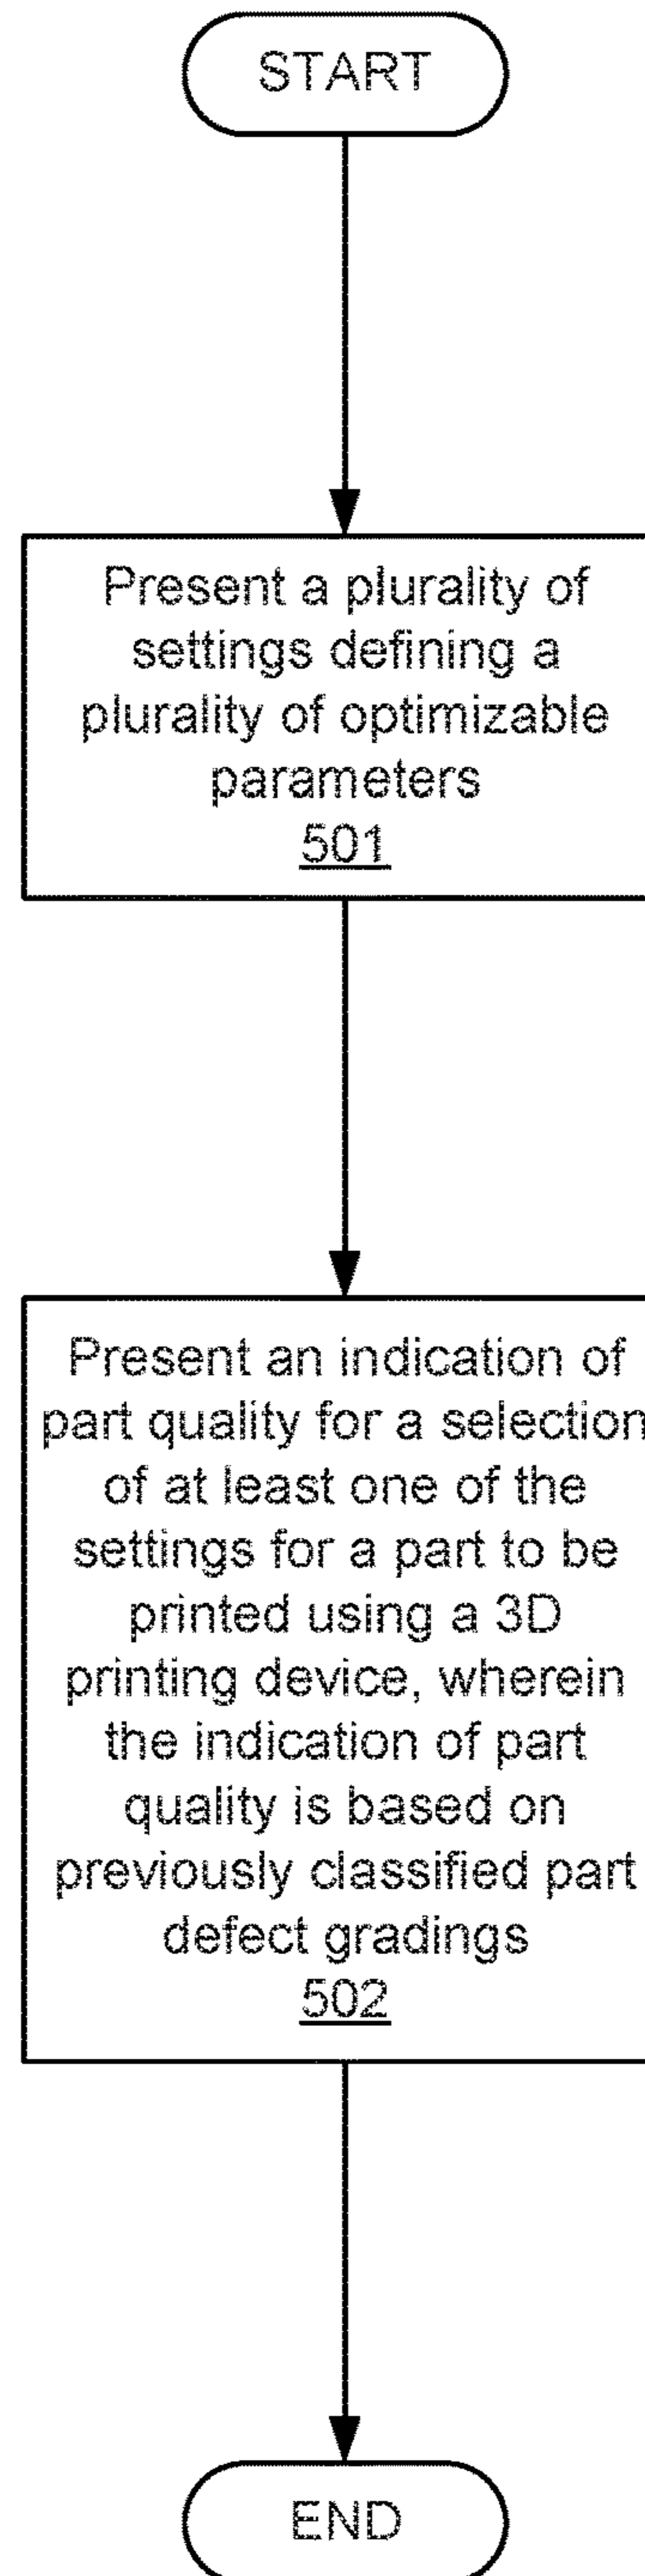 START
Present a plurality of
settings defining a
plurality of optimizable
parameters
501
Present an indication of
part quality for a selection
of at least one of the
settings for a part to be
printed using a 3D
printing device, wherein
the indication of part
quality is based on
previously classified part
defect gradings
502
END